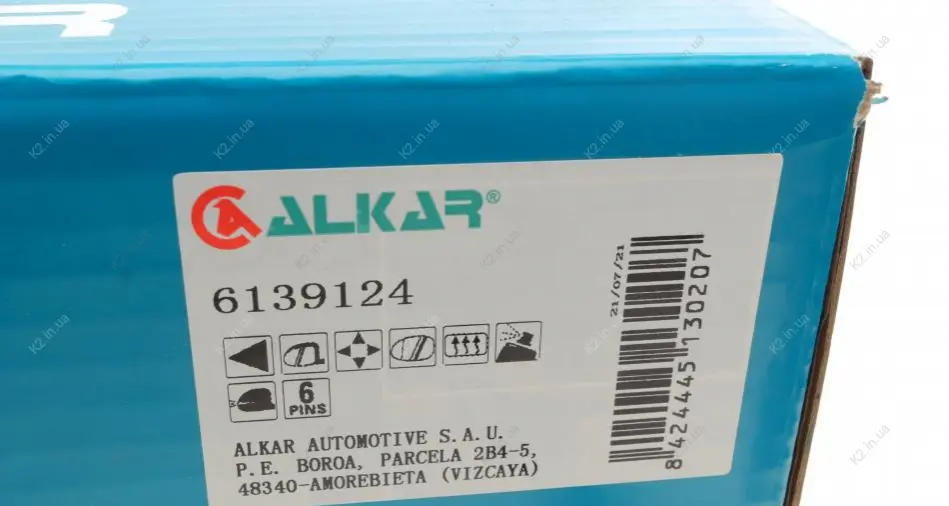 ALKAR®
6139124
6
PINS
ALKAR AUTOMOTIVE S.A.U.
P.E. BOROA, PARCELA 2B4-5,
48340-AMOREBIETA (VIZCAYA)
21/07/21
8 424445 130207
K2.in.ua